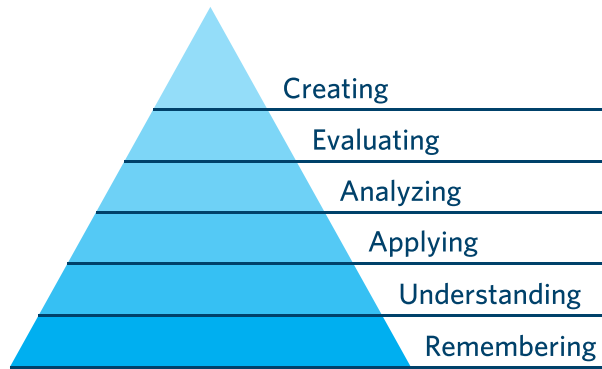 Creating
Evaluating
Analyzing
Applying
Understanding
Remembering